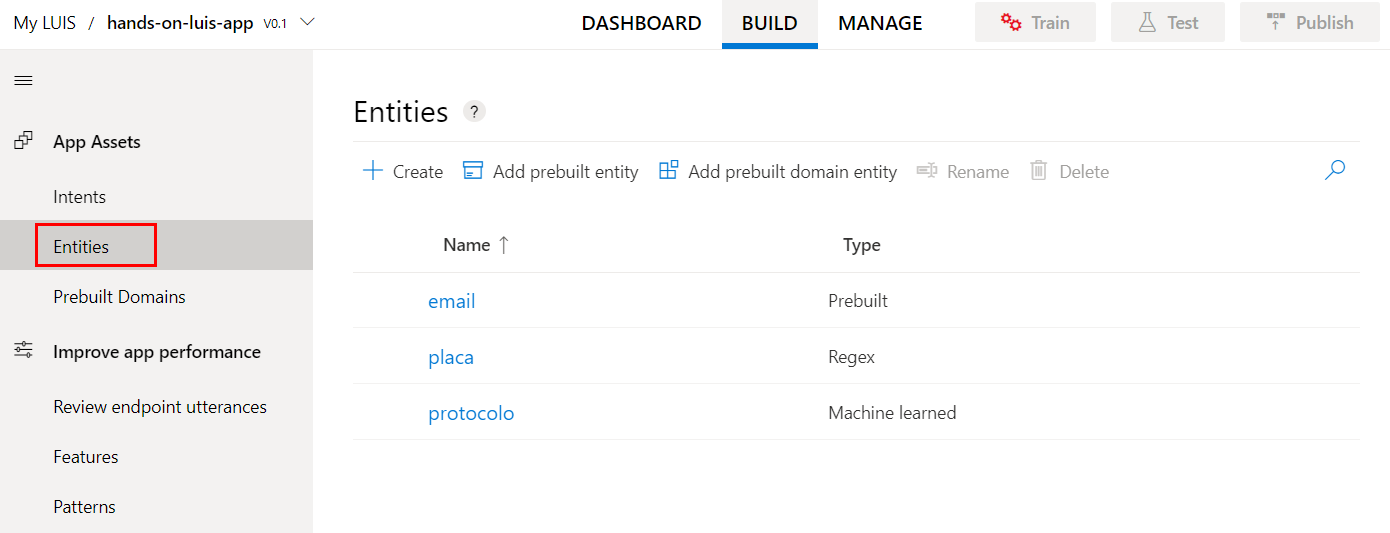 My LUIS / hands-on-luis-app V0.1 DASHBOARD BUILD MANAGE Train Test Publish
App Assets
Intents
Entities
Prebuilt Domains
Improve app performance
Review endpoint utterances
Features
Patterns
Entities ?
Create Add prebuilt entity Add prebuilt domain entity Rename Delete
Name ↑ Type
email Prebuilt
placa Regex
protocolo Machine learned